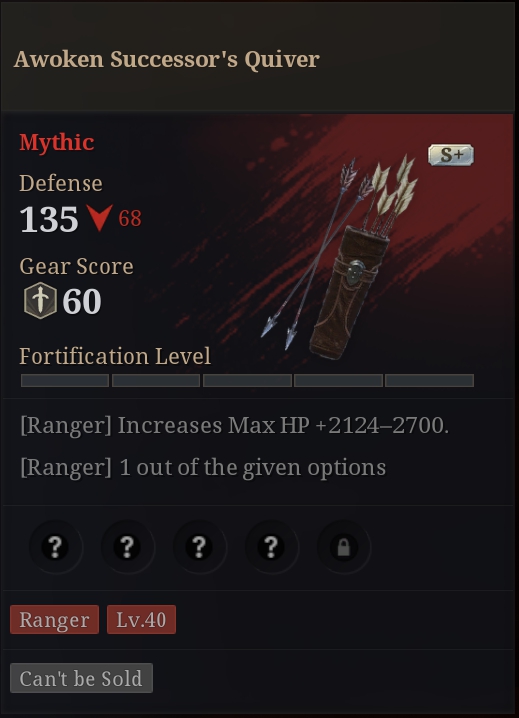 Awoken Successor's Quiver
Mythic
S+
Defense
135 68
Gear Score
60
Fortification Level
[Ranger] Increases Max HP +2124–2700.
[Ranger] 1 out of the given options
? ? ? ?
Ranger Lv.40
Can't be Sold